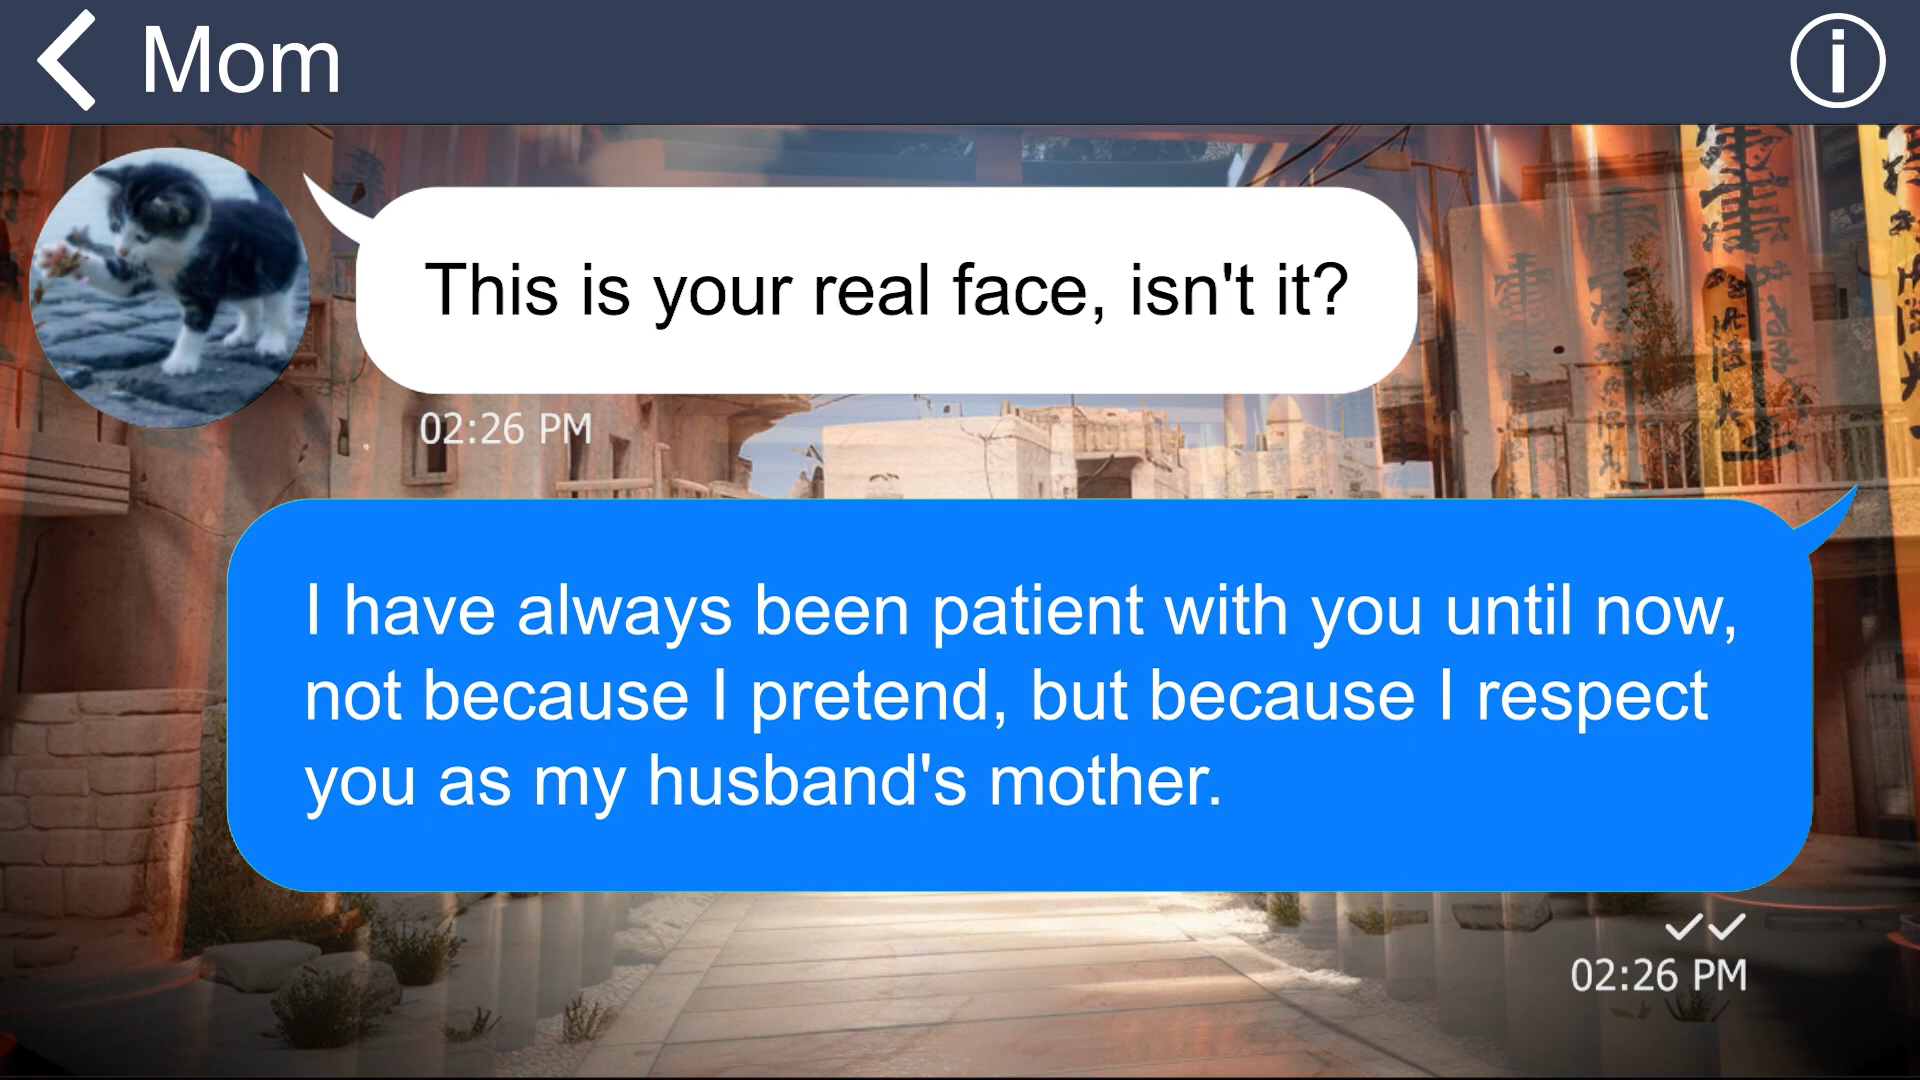 Mom
This is your real face, isn't it?
02:26 PM
I have always been patient with you until now,
not because I pretend, but because I respect
you as my husband's mother.
02:26 PM